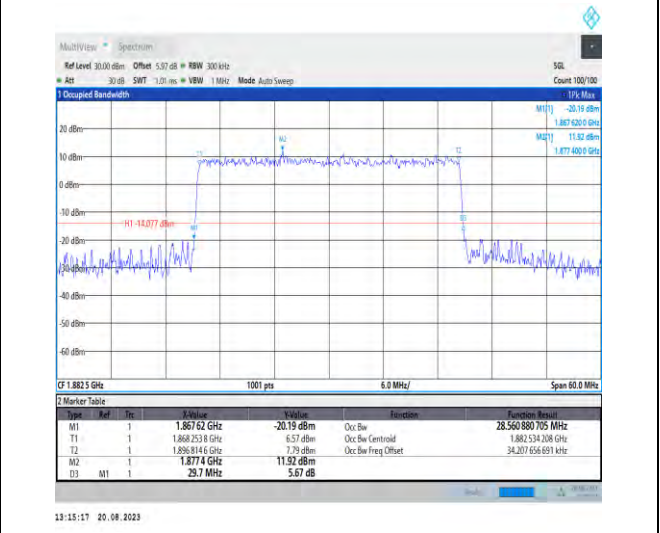 MultiView Spectrum
Ref Level 30.00 dBm Offset 5.97 dB RBW 300 kHz SGL
Att 30 dB SWT 1.01 ms VBW 1 MHz Mode Auto Sweep Count 100/100
1 Occupied Bandwidth 1Pk Max
M1[1] -20.19 dBm
1.867 620 0 GHz
M2[1] 11.92 dBm
1.877 400 0 GHz
20 dBm
M2
10 dBm
T2
0 dBm
-10 dBm
H1 -14.077 dBm
M1
-20 dBm
-30 dBm
-40 dBm
-50 dBm
-60 dBm
CF 1.882 5 GHz 1001 pts 6.0 MHz/ Span 60.0 MHz
2 Marker Table
Type Ref Trc X-Value Y-Value Function Function Result
M1 1 1.867 62 GHz -20.19 dBm Occ Bw 28.560 880 705 MHz
T1 1 1.868 253 8 GHz 6.57 dBm Occ Bw Centroid 1.882 534 208 GHz
T2 1 1.896 814 6 GHz 7.79 dBm Occ Bw Freq Offset 34.207 656 691 kHz
M2 1 1.877 4 GHz 11.92 dBm
D3 M1 1 29.7 MHz 5.67 dB
13:15:17 20.08.2023